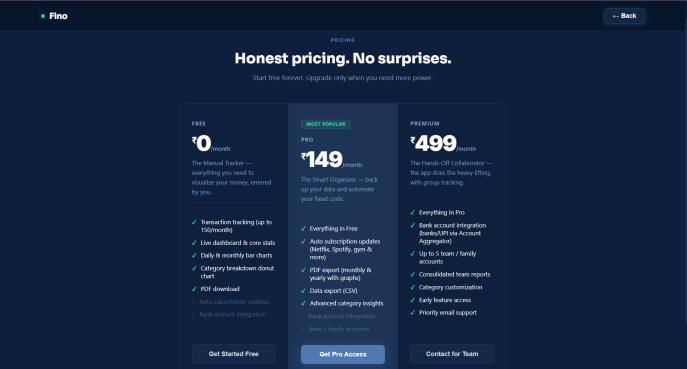 Fino
← Back
PRICING
Honest pricing. No surprises.
Start free forever. Upgrade only when you need more power.
FREE
₹0/month
The Manual Tracker —
everything you need to
visualize your money, entered
by you.
✓ Transaction tracking (up to
150/month)
✓ Live dashboard & core stats
✓ Daily & monthly bar charts
✓ Category breakdown donut
chart
✓ PDF download
– Auto subscription updates
– Bank account integration
Get Started Free
MOST POPULAR
PRO
₹149/month
The Smart Organizer — back
up your data and automate
your fixed costs.
✓ Everything in Free
✓ Auto subscription updates
(Netflix, Spotify, gym &
more)
✓ PDF export (monthly &
yearly with graphs)
✓ Data export (CSV)
✓ Advanced category insights
– Bank account integration
– Team / family accounts
Get Pro Access
PREMIUM
₹499/month
The Hands-Off Collaborator —
the app does the heavy lifting,
with group tracking.
✓ Everything in Pro
✓ Bank account integration
(banks/UPI via Account
Aggregator)
✓ Up to 5 team / family
accounts
✓ Consolidated team reports
✓ Category customization
✓ Early feature access
✓ Priority email support
Contact for Team